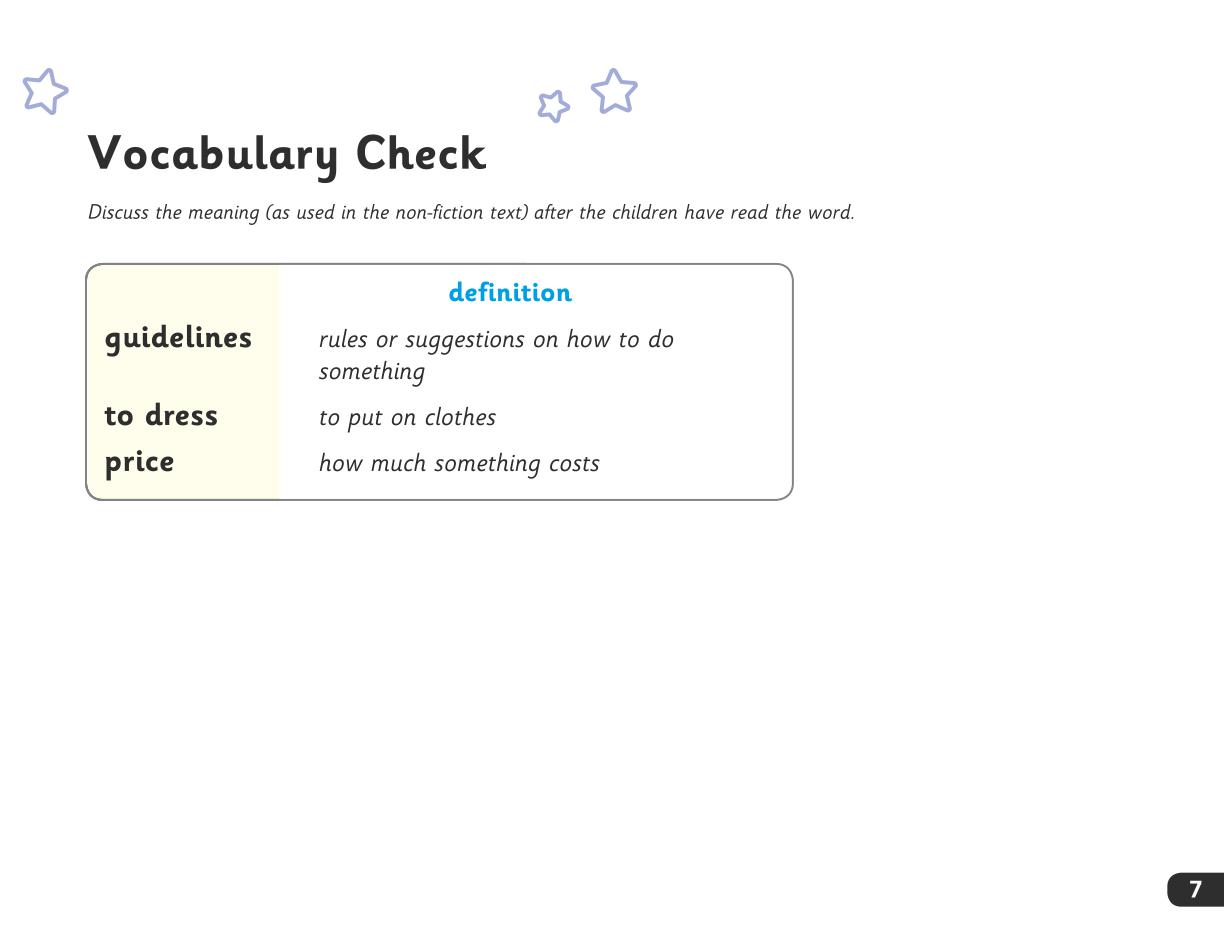 Vocabulary Check
Discuss the meaning (as used in the non-fiction text) after the children have read the word.
definition
guidelines rules or suggestions on how to do
something
to dress to put on clothes
price how much something costs
7